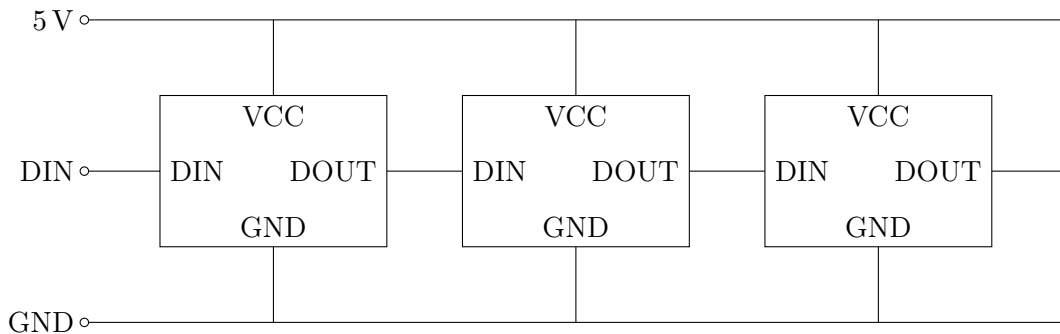 5 V
VCC VCC VCC
DIN DIN DOUT DIN DOUT DIN DOUT
GND GND GND
GND